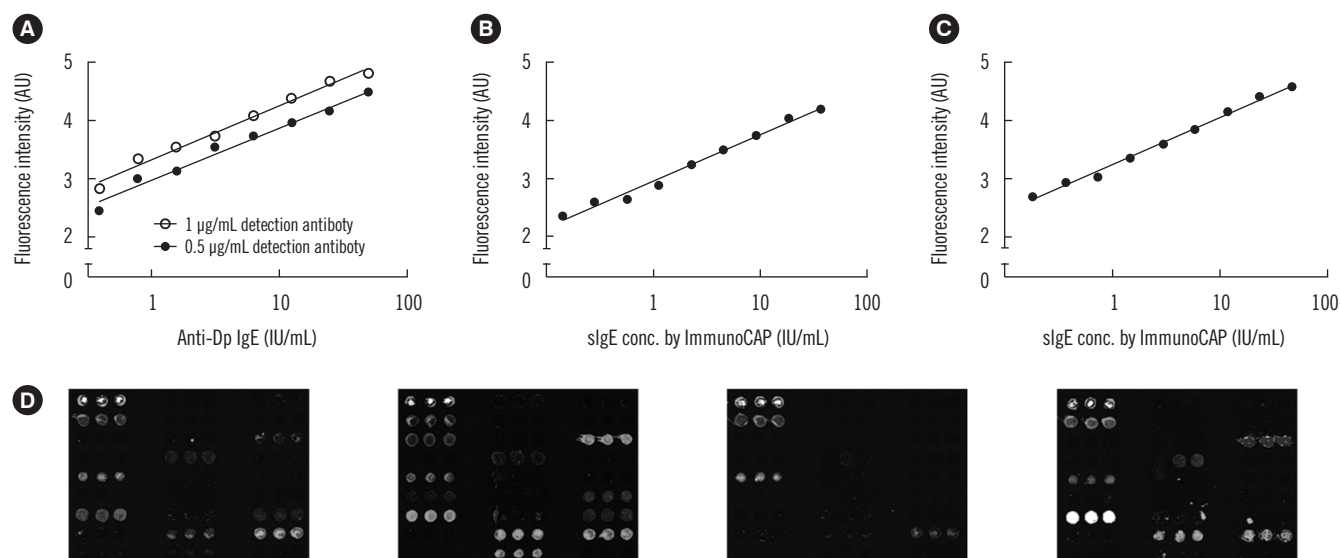 A
Fluorescence intensity (AU)
5
4
3
2
0
1 μg/mL detection antiboty
0.5 μg/mL detection antiboty
1 10 100
Anti-Dp IgE (IU/mL)
B
Fluorescence intensity (AU)
5
4
3
2
0
1 10 100
sIgE conc. by ImmunoCAP (IU/mL)
C
Fluorescence intensity (AU)
5
4
3
2
0
1 10 100
sIgE conc. by ImmunoCAP (IU/mL)
D